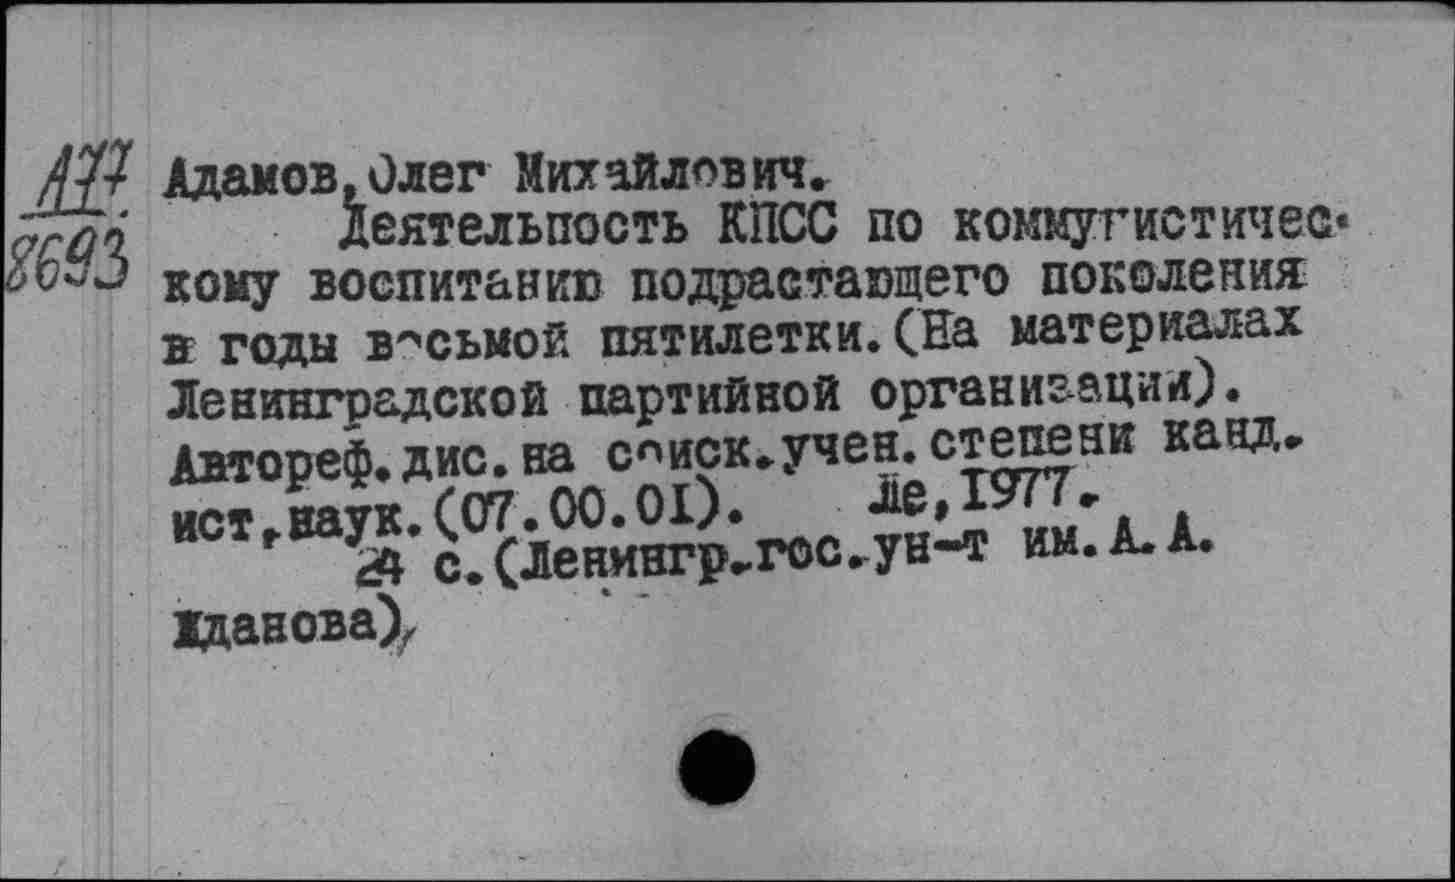 А77
8693
Адамов,Олег Михайлович.
Деятельность КПСС по коммунистичес-
кому воспитанию подрастающего поколения
в годы восьмой пятилетки.(На материалах
Ленинградской партийной организации).
Автореф.дис.на соиск.учен.степени канд.
ист.наук.(07.00.01). Л.,1977.
24 с.(Ленингр.гос.ун-т им.А.А.
Жданова)